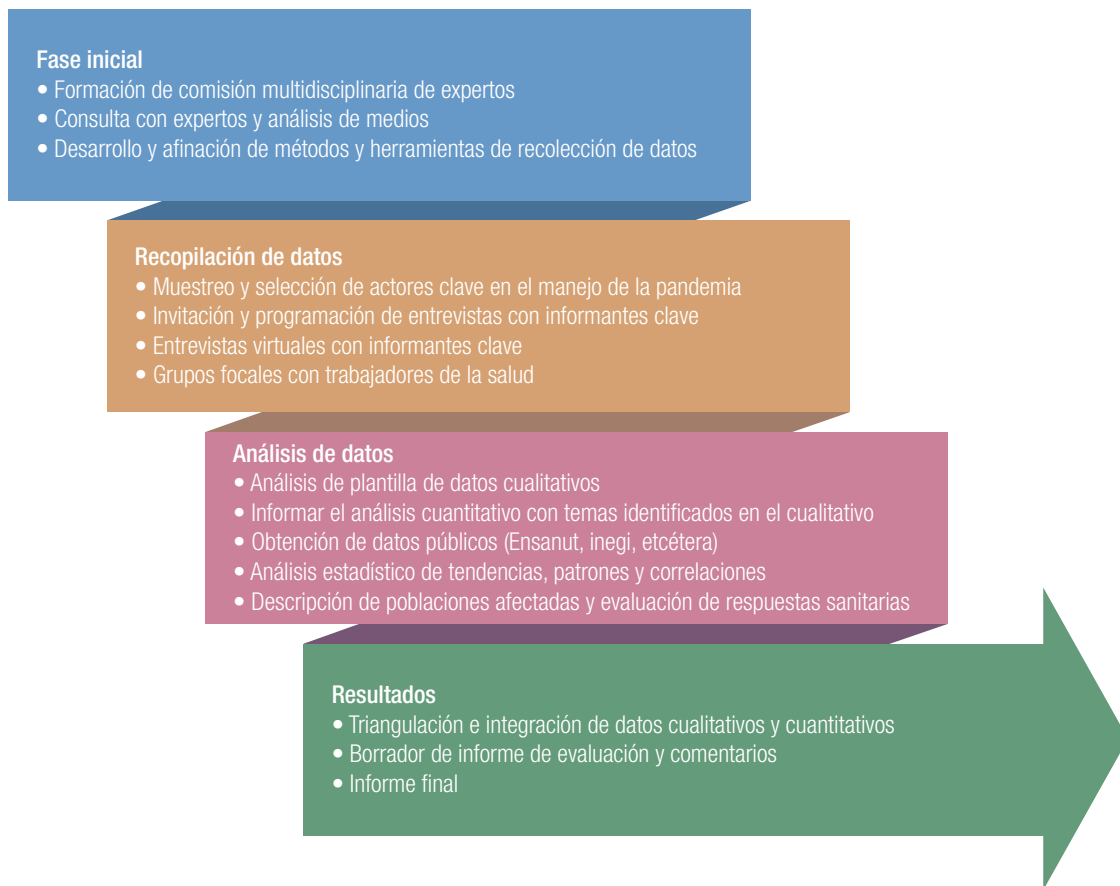 Fase inicial
• Formación de comisión multidisciplinaria de expertos
• Consulta con expertos y análisis de medios
• Desarrollo y afinación de métodos y herramientas de recolección de datos
Recopilación de datos
• Muestreo y selección de actores clave en el manejo de la pandemia
• Invitación y programación de entrevistas con informantes clave
• Entrevistas virtuales con informantes clave
• Grupos focales con trabajadores de la salud
Análisis de datos
• Análisis de plantilla de datos cualitativos
• Informar el análisis cuantitativo con temas identificados en el cualitativo
• Obtención de datos públicos (Ensanut, inegi, etcétera)
• Análisis estadístico de tendencias, patrones y correlaciones
• Descripción de poblaciones afectadas y evaluación de respuestas sanitarias
Resultados
• Triangulación e integración de datos cualitativos y cuantitativos
• Borrador de informe de evaluación y comentarios
• Informe final